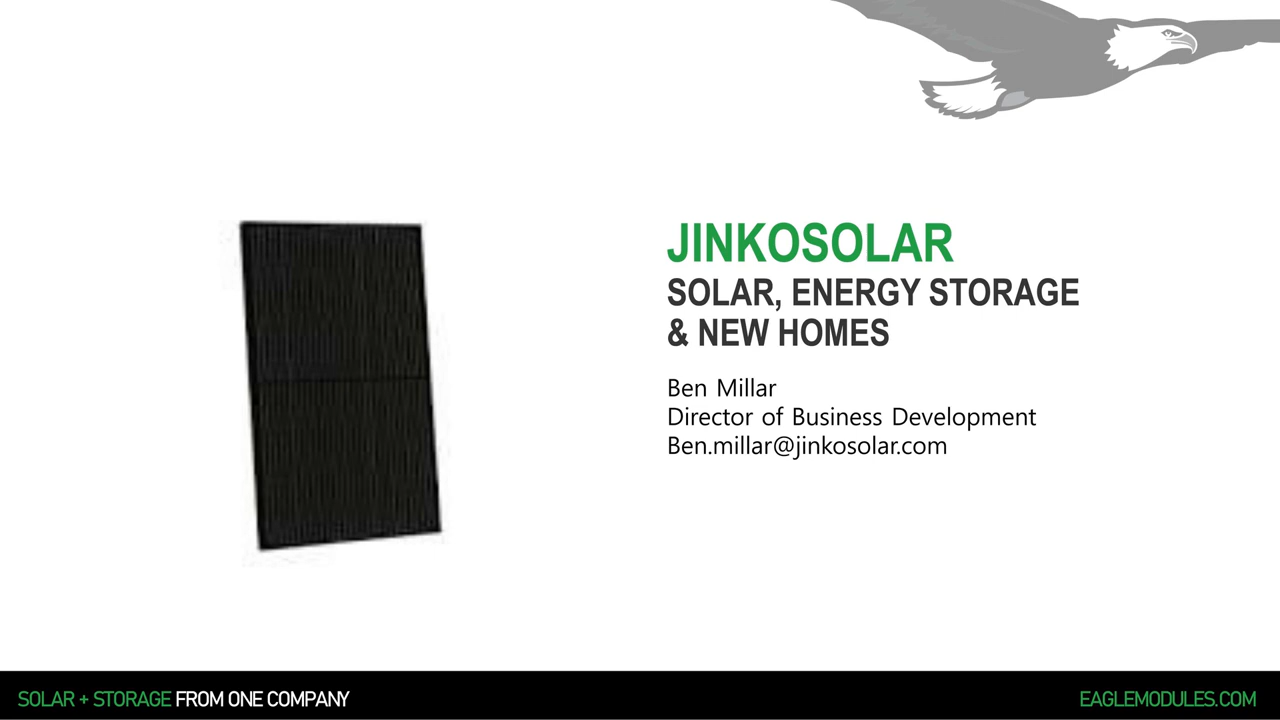 JINKOSOLAR
SOLAR, ENERGY STORAGE
& NEW HOMES
Ben Millar
Director of Business Development
Ben.millar@jinkosolar.com
SOLAR + STORAGE FROM ONE COMPANY
EAGLEMODULES.COM